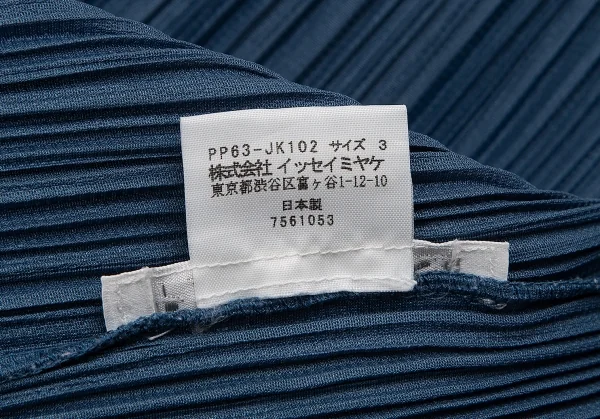 PP63-JK102 サイズ 3
株式会社 イッセイミヤケ
東京都渋谷区富ヶ谷1-12-10
日本製
7561053